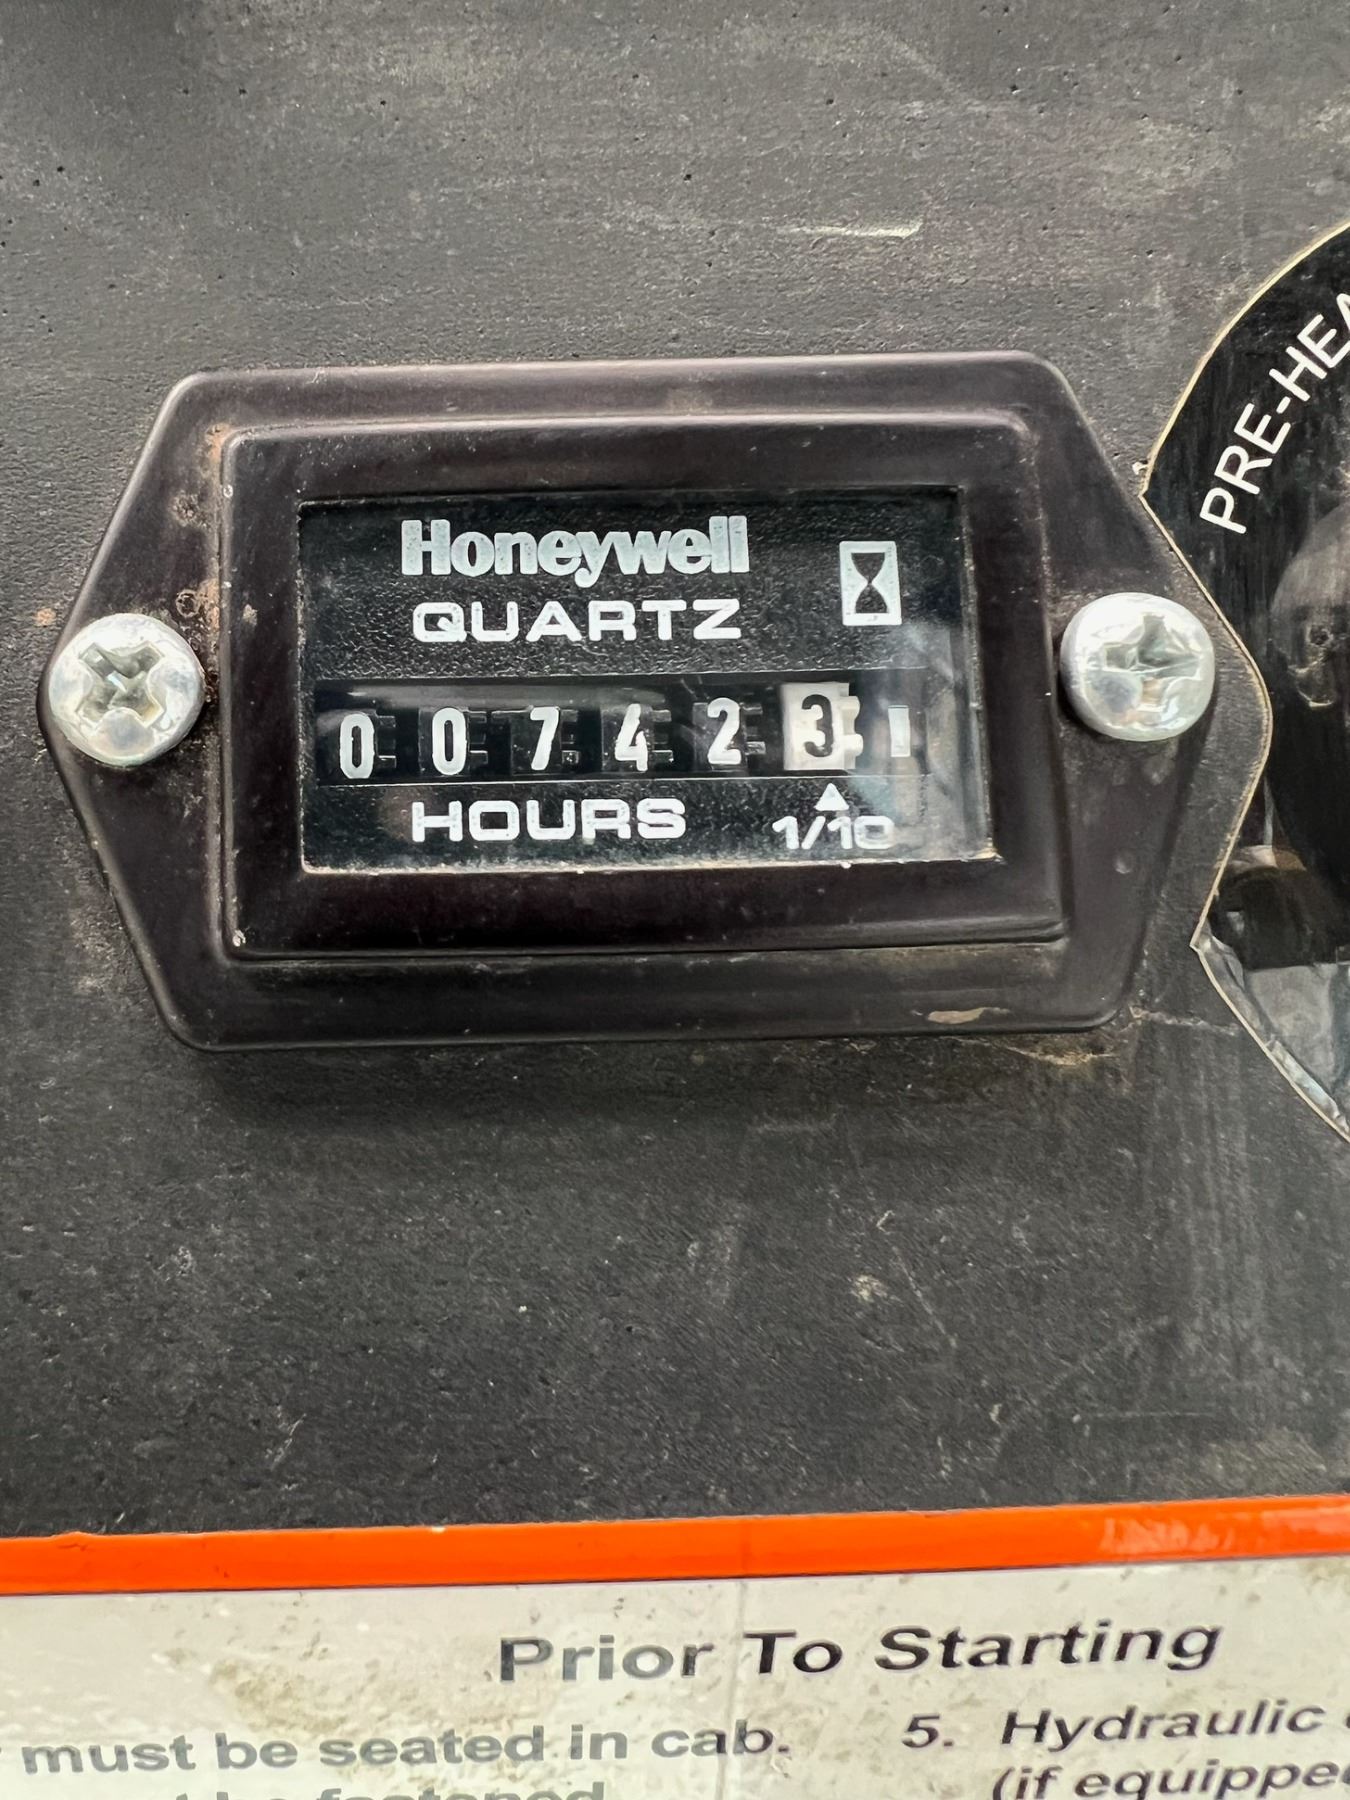 Honeywell
QUARTZ
0 0 7 4 2 3
HOURS 1/10
PRE-HEA
Prior To Starting
must be seated in cab.
5. Hydraulic
(if equipped